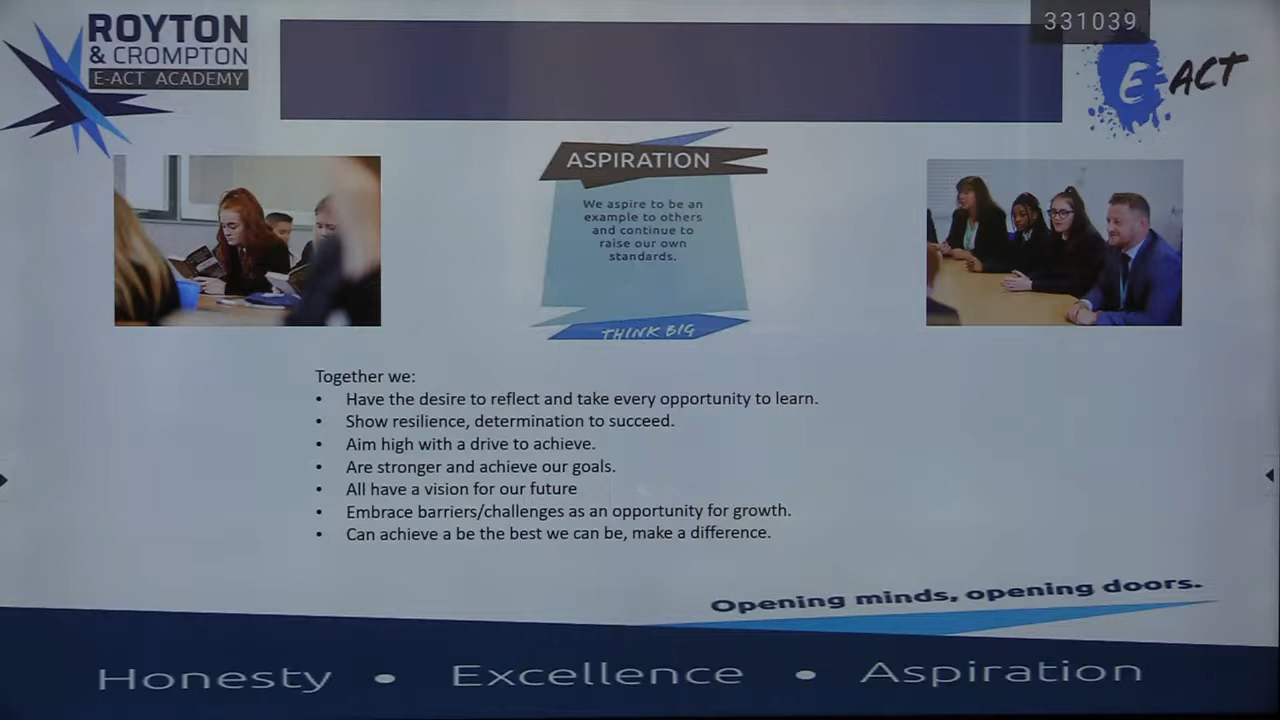 ROYTON
& CROMPTON
E-ACT ACADEMY
331039
E-ACT
ASPIRATION
We aspire to be an
example to others
and continue to
raise our own
standards.
THINK BIG
Together we:
• Have the desire to reflect and take every opportunity to learn.
• Show resilience, determination to succeed.
• Aim high with a drive to achieve.
• Are stronger and achieve our goals.
• All have a vision for our future
• Embrace barriers/challenges as an opportunity for growth.
• Can achieve a be the best we can be, make a difference.
Opening minds, opening doors.
Honesty • Excellence • Aspiration